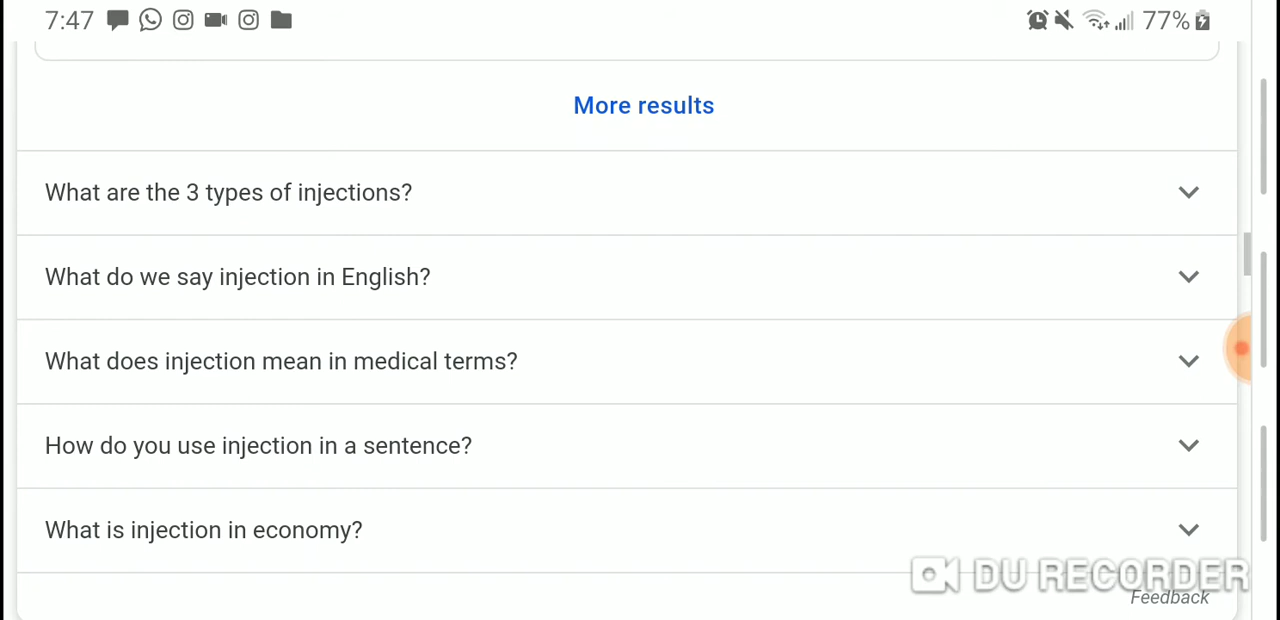 7:47 77%
More results
What are the 3 types of injections?
What do we say injection in English?
What does injection mean in medical terms?
How do you use injection in a sentence?
What is injection in economy?
DU RECORDER
Feedback